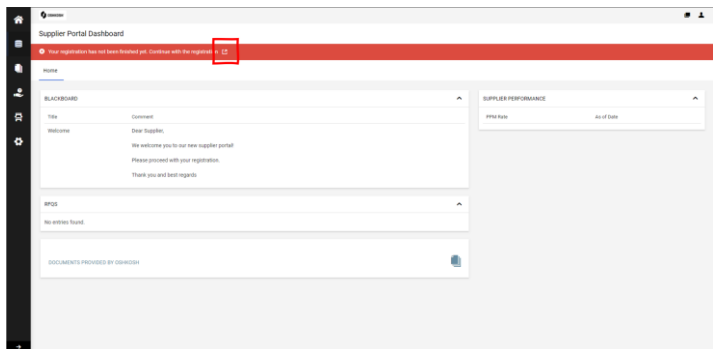 OSHKOSH
Supplier Portal Dashboard
Your registration has not been finished yet. Continue with the registration.
Home
BLACKBOARD
Title Comment
Welcome Dear Supplier,
We welcome you to our new supplier portal!
Please proceed with your registration.
Thank you and best regards
SUPPLIER PERFORMANCE
PPM Rate As of Date
RFQS
No entries found.
DOCUMENTS PROVIDED BY OSHKOSH